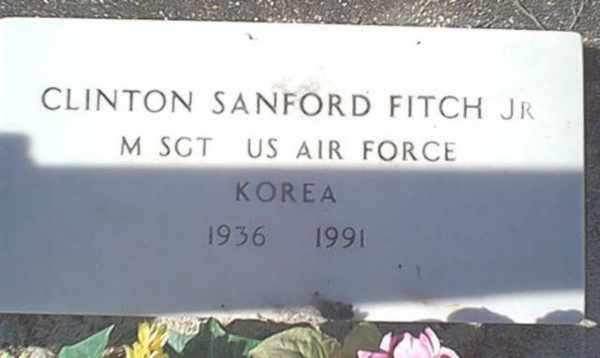 CLINTON SANFORD FITCH JR
M SGT US AIR FORCE
KOREA
1936 1991